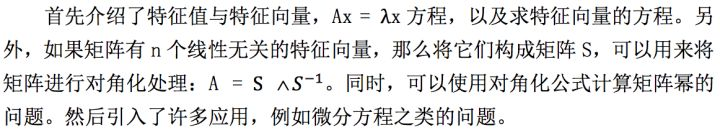 首先介绍了特征值与特征向量，Ax = λx 方程，以及求特征向量的方程。另
外，如果矩阵有 n 个线性无关的特征向量，那么将它们构成矩阵 S，可以用来将
矩阵进行对角化处理：A = S ∧S⁻¹。同时，可以使用对角化公式计算矩阵幂的
问题。然后引入了许多应用，例如微分方程之类的问题。